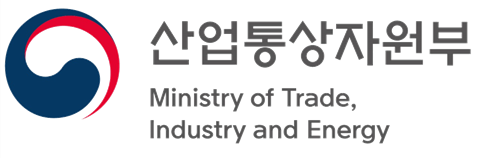 산업통상자원부
Ministry of Trade,
Industry and Energy